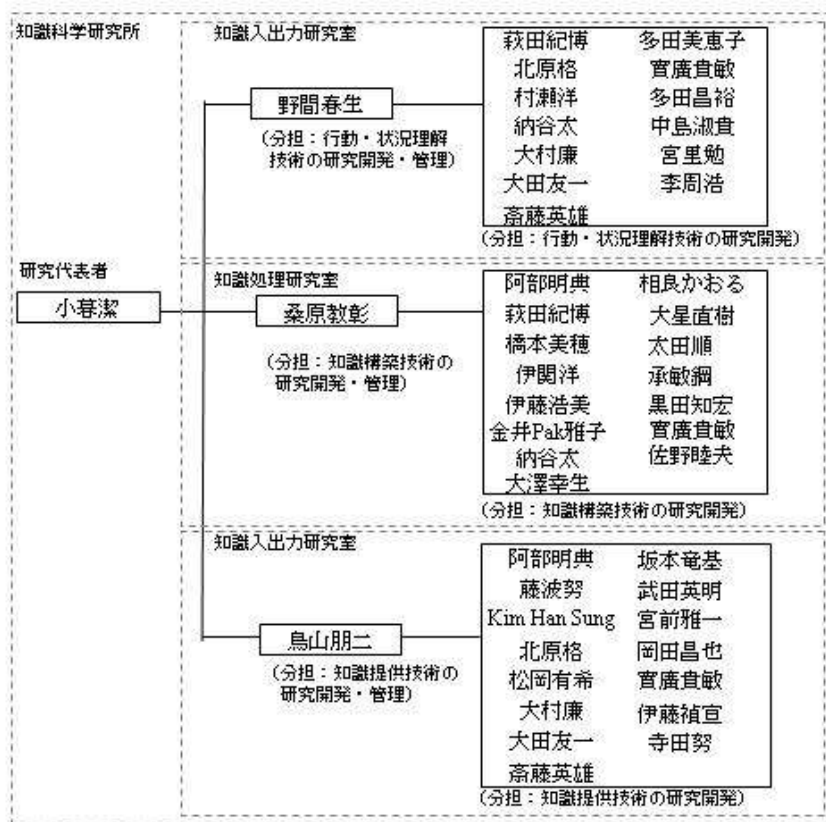 知識科学研究所
知識入出力研究室
野間春生
(分担:行動・状況理解
技術の研究開発・管理)
萩田紀博 多田美恵子
北原格 實廣貴敏
村瀬洋 多田昌裕
納谷太 中島淑貴
大村廉 宮里勉
大田友一 李周浩
斎藤英雄
(分担:行動・状況理解技術の研究開発)
研究代表者
小暮潔
知識処理研究室
桑原教彰
(分担:知識構築技術の
研究開発・管理)
阿部明典 相良かおる
萩田紀博 大星直樹
橋本美穂 太田順
伊関洋 承敏鋼
伊藤浩美 黒田知宏
金井Pak雅子 實廣貴敏
納谷太 佐野睦夫
大澤幸生
(分担:知識構築技術の研究開発)
知識入出力研究室
鳥山朋二
(分担:知識提供技術の
研究開発・管理)
阿部明典 坂本竜基
藤波努 武田英明
Kim Han Sung 宮前雅一
北原格 岡田昌也
松岡有希 實廣貴敏
大村廉 伊藤禎宣
大田友一 寺田努
斎藤英雄
(分担:知識提供技術の研究開発)